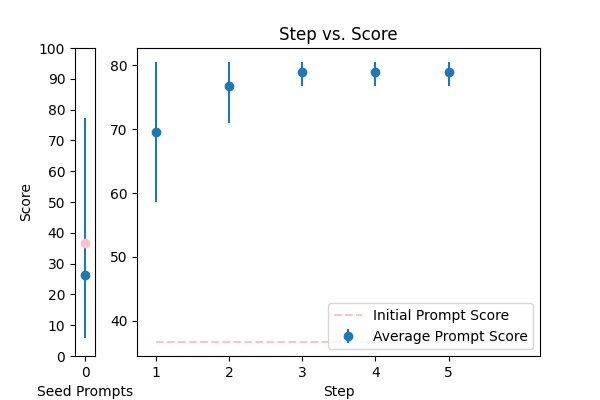 Step vs. Score
Score
100
90
80
70
60
50
40
30
20
10
0
0
Seed Prompts
80
70
60
50
40
1 2 3 4 5
Step
Initial Prompt Score
Average Prompt Score